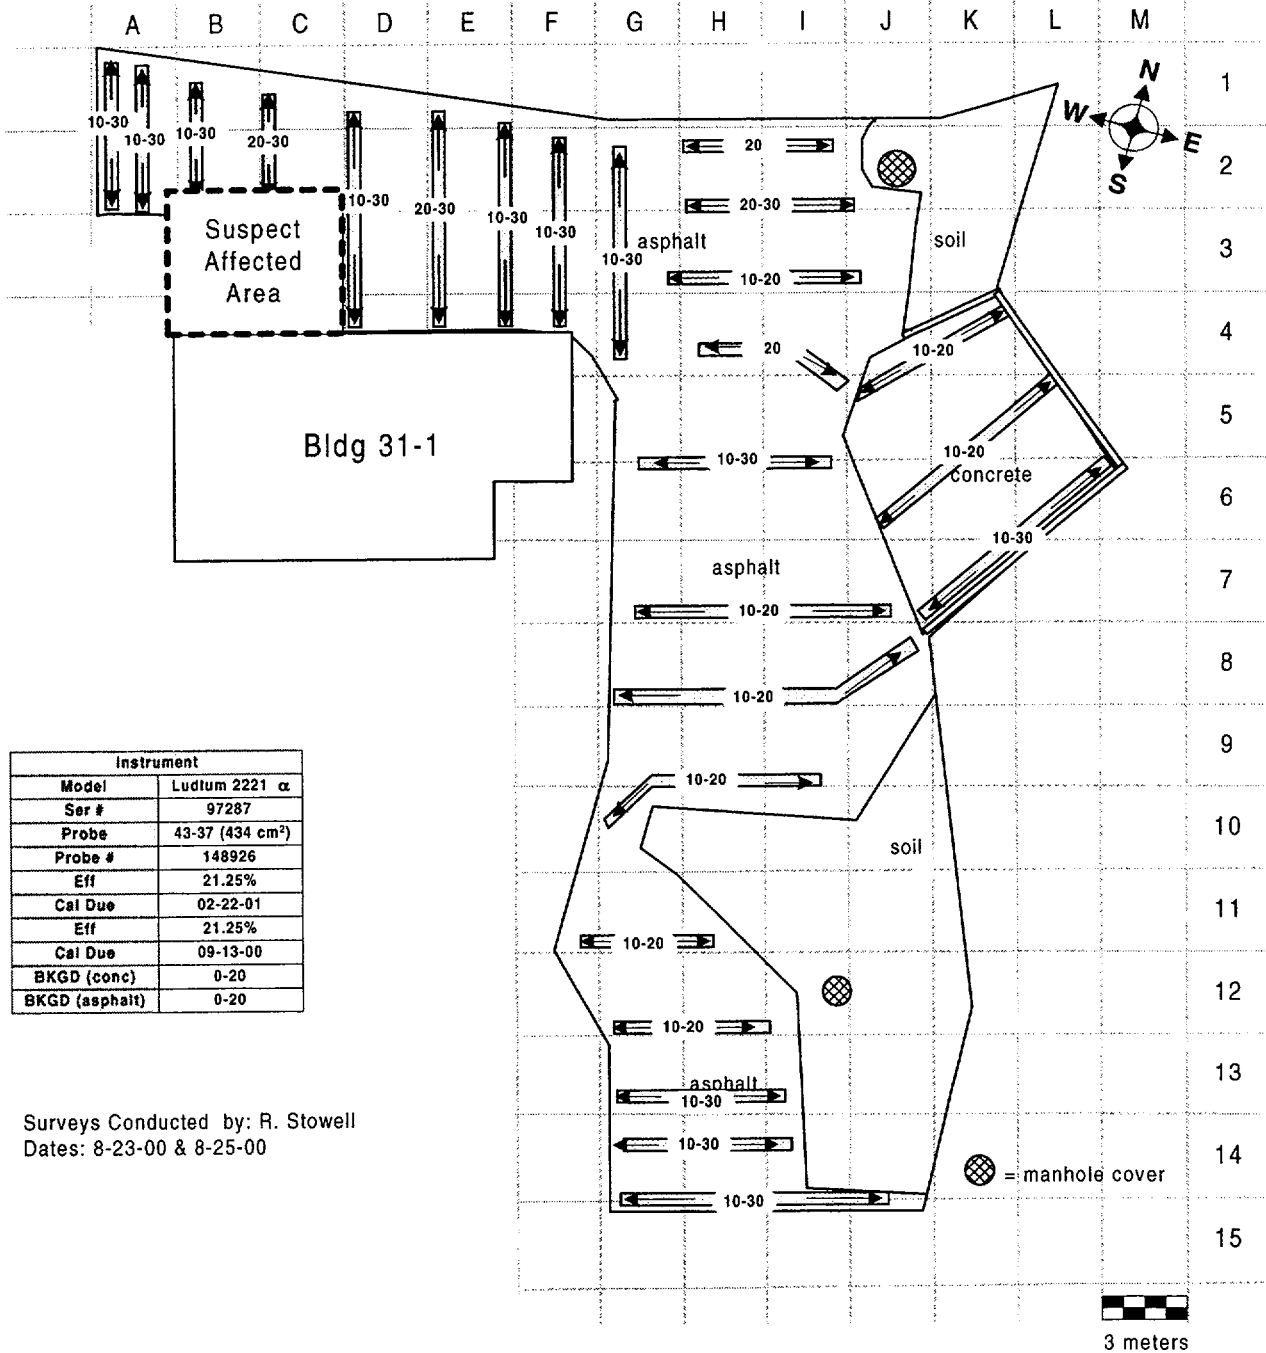 A B C D E F G H I J K L M
N
W
E
S
1
2
3
4
5
6
7
8
9
10
11
12
13
14
15
10-30
10-30
10-30
20-30
10-30
20-30
10-30
10-30
10-30
20
20-30
asphalt
soil
10-20
20
10-20
Suspect
Affected
Area
Bldg 31-1
10-30
10-20
concrete
10-30
asphalt
10-20
10-20
10-20
soil
10-20
10-20
asphalt
10-30
10-30
10-30
Instrument
Model Ludlum 2221 α
Ser # 97287
Probe 43-37 (434 cm²)
Probe # 148926
Eff 21.25%
Cal Due 02-22-01
Eff 21.25%
Cal Due 09-13-00
BKGD (conc) 0-20
BKGD (asphalt) 0-20
Surveys Conducted by: R. Stowell
Dates: 8-23-00 & 8-25-00
= manhole cover
3 meters